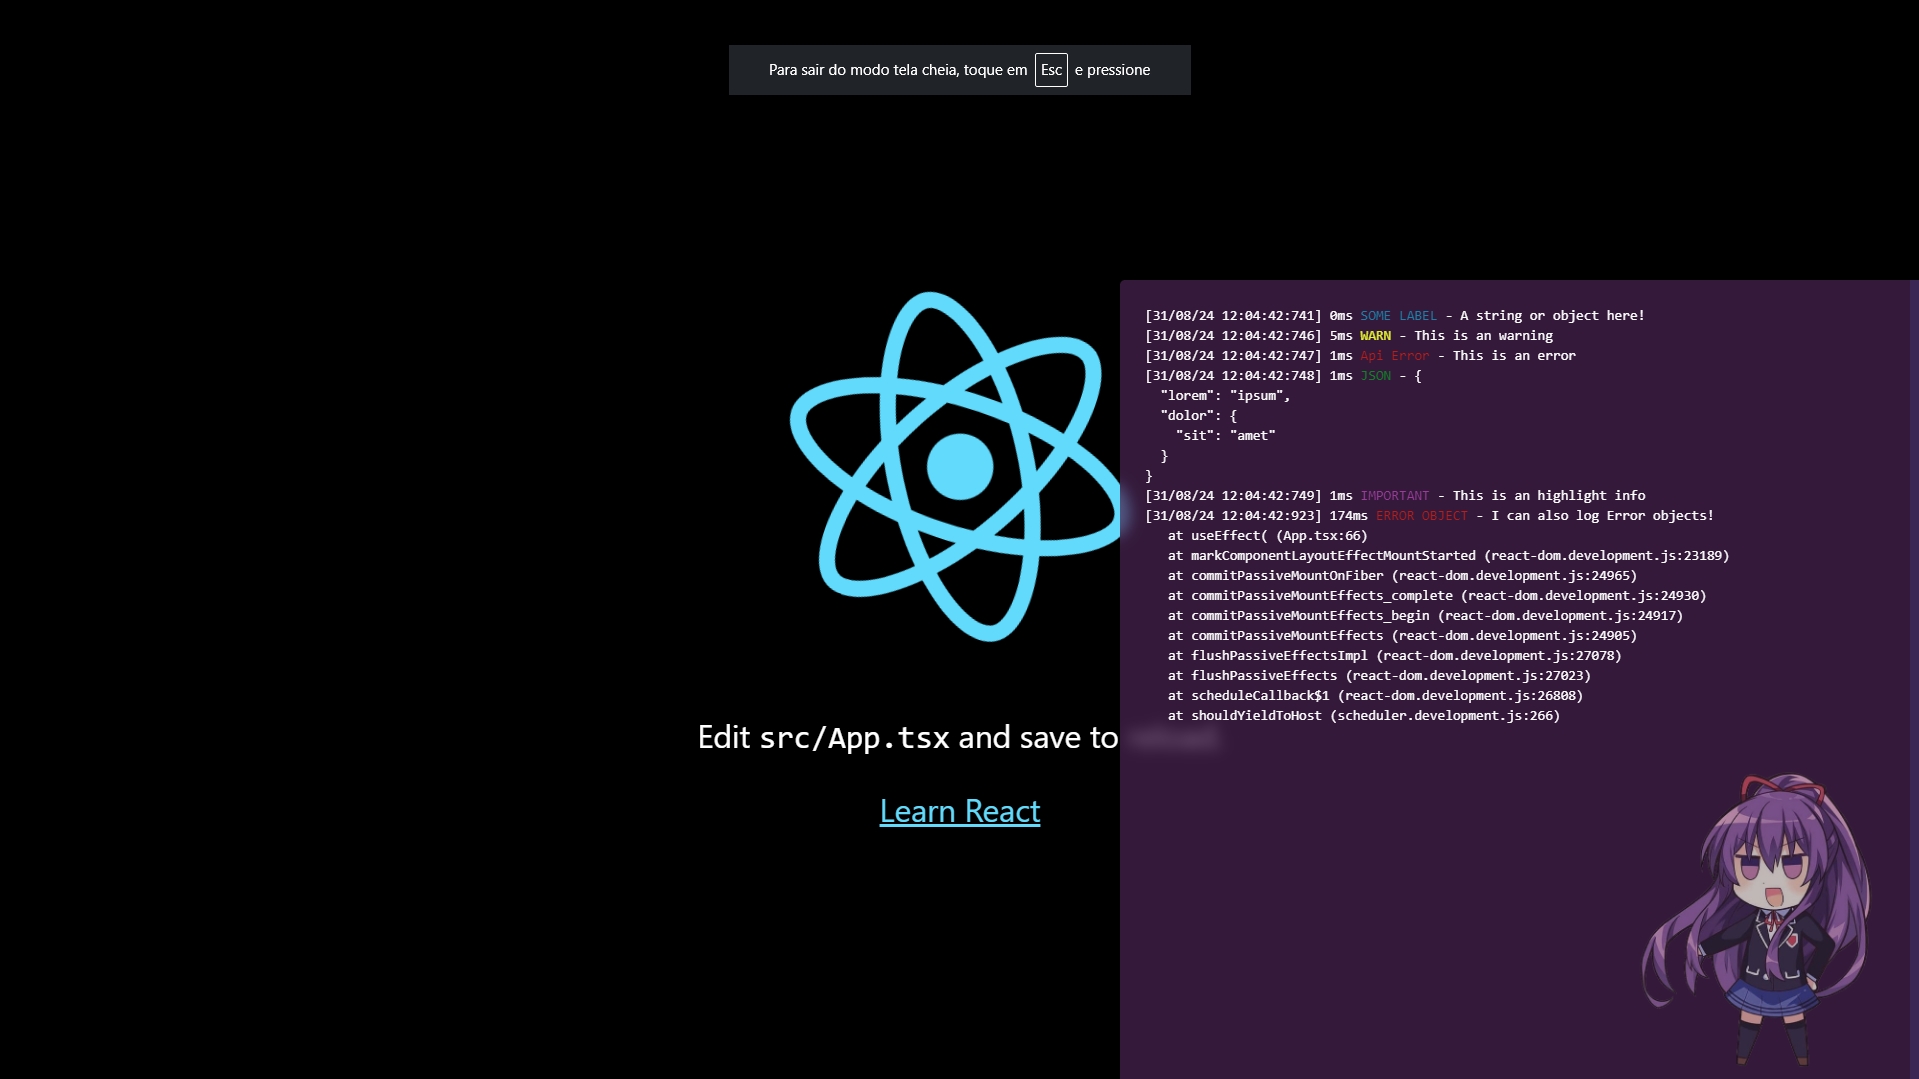 Para sair do modo tela cheia, toque em Esc e pressione
Edit src/App.tsx and save to reload.
Learn React
[31/08/24 12:04:42:741] 0ms SOME LABEL - A string or object here!
[31/08/24 12:04:42:746] 5ms WARN - This is an warning
[31/08/24 12:04:42:747] 1ms Api Error - This is an error
[31/08/24 12:04:42:748] 1ms JSON - {
  "lorem": "ipsum",
  "dolor": {
    "sit": "amet"
  }
}
[31/08/24 12:04:42:749] 1ms IMPORTANT - This is an highlight info
[31/08/24 12:04:42:923] 174ms ERROR OBJECT - I can also log Error objects!
   at useEffect( (App.tsx:66)
   at markComponentLayoutEffectMountStarted (react-dom.development.js:23189)
   at commitPassiveMountOnFiber (react-dom.development.js:24965)
   at commitPassiveMountEffects_complete (react-dom.development.js:24930)
   at commitPassiveMountEffects_begin (react-dom.development.js:24917)
   at commitPassiveMountEffects (react-dom.development.js:24905)
   at flushPassiveEffectsImpl (react-dom.development.js:27078)
   at flushPassiveEffects (react-dom.development.js:27023)
   at scheduleCallback$1 (react-dom.development.js:26808)
   at shouldYieldToHost (scheduler.development.js:266)